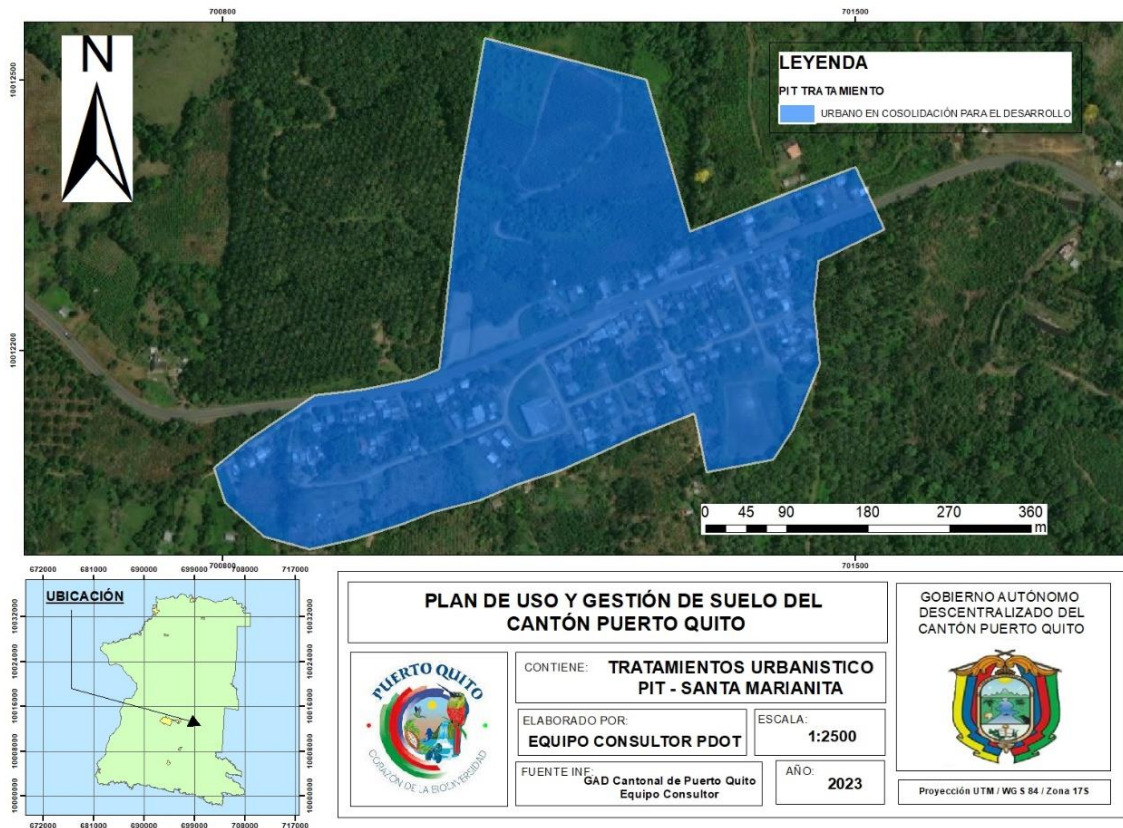 700800
701500
10012500
10012200
N
LEYENDA
PIT TRATAMIENTO
URBANO EN COSOLIDACIÓN PARA EL DESARROLLO
0 45 90 180 270 360
m
700800
701500
672000 681000 690000 699000 708000 717000
10032000
10024000
10016000
10008000
10000000
UBICACIÓN
672000 681000 690000 699000 708000 717000
PLAN DE USO Y GESTIÓN DE SUELO DEL
CANTÓN PUERTO QUITO
PUERTO QUITO
CORAZÓN DE LA BIODIVERSIDAD
CONTIENE: TRATAMIENTOS URBANISTICO
PIT - SANTA MARIANITA
ELABORADO POR:
EQUIPO CONSULTOR PDOT
ESCALA:
1:2500
FUENTE INF:
GAD Cantonal de Puerto Quito
Equipo Consultor
AÑO:
2023
GOBIERNO AUTÓNOMO
DESCENTRALIZADO DEL
CANTÓN PUERTO QUITO
Proyección UTM / WGS 84 / Zona 17S